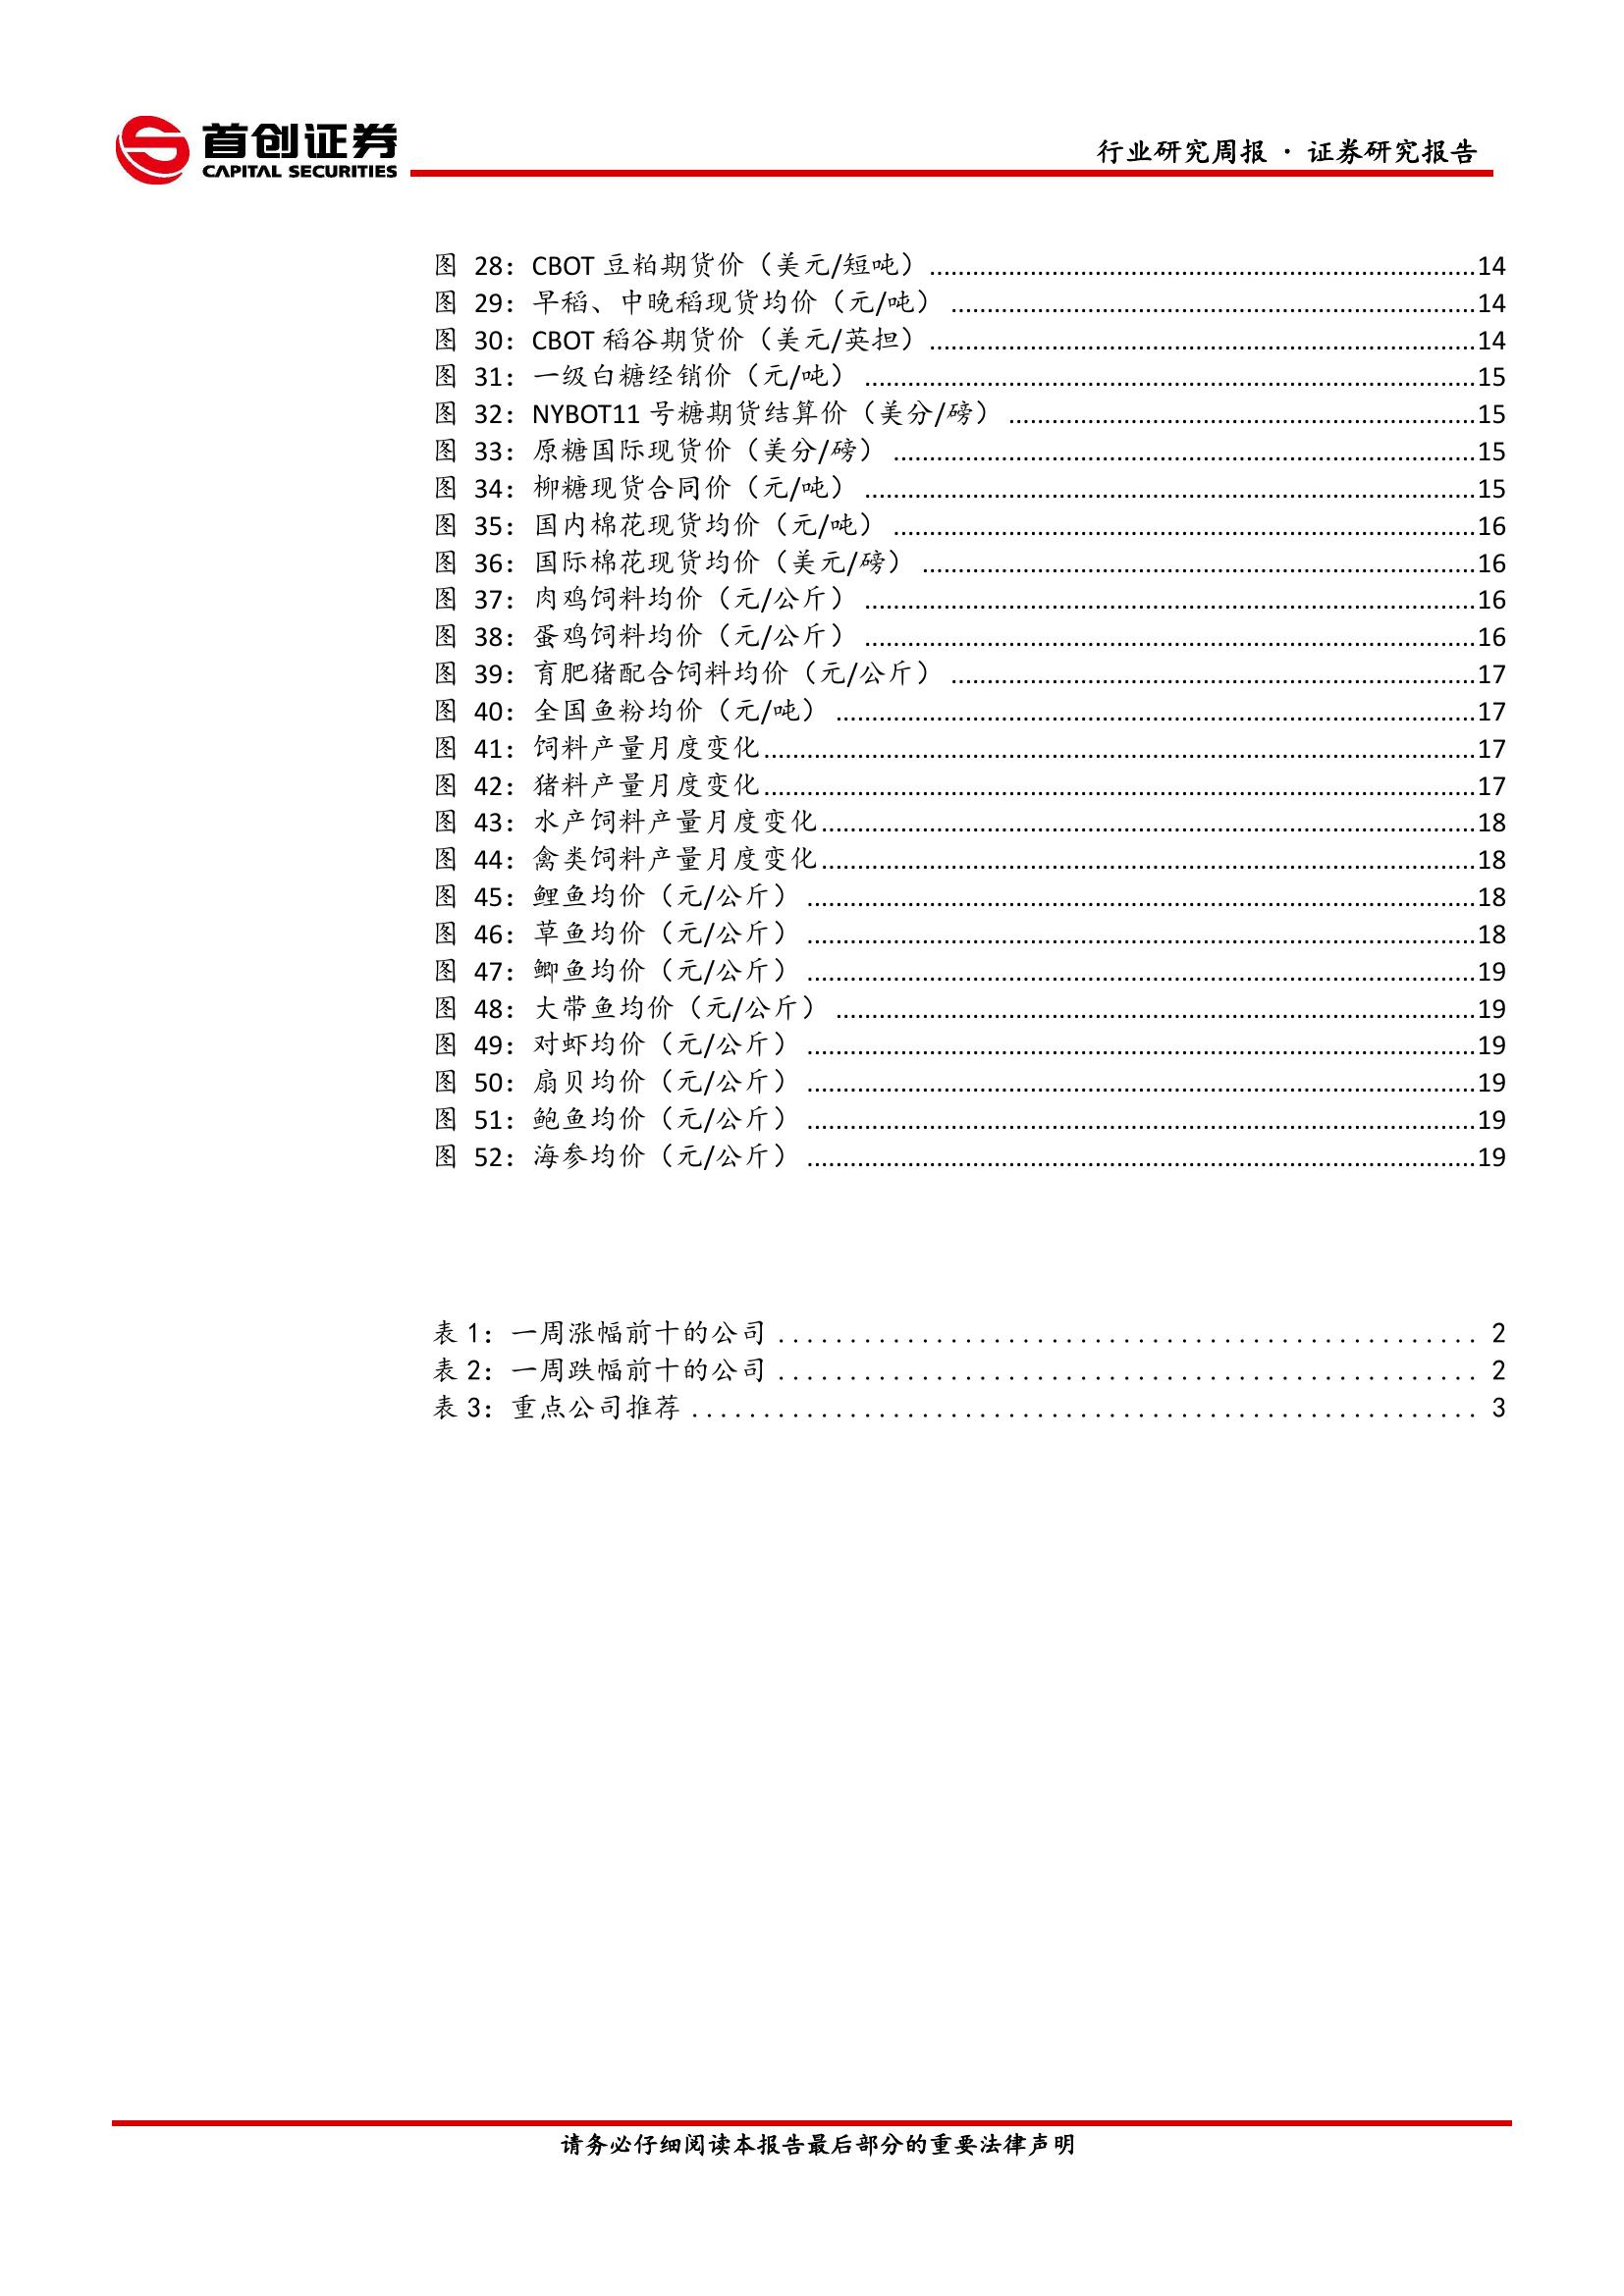 首创证券
CAPITAL SECURITIES
行业研究周报 · 证券研究报告
图 28：CBOT 豆粕期货价（美元/短吨）...........................................................................14
图 29：早稻、中晚稻现货均价（元/吨）.........................................................................14
图 30：CBOT 稻谷期货价（美元/英担）...........................................................................14
图 31：一级白糖经销价（元/吨）.....................................................................................15
图 32：NYBOT11 号糖期货结算价（美分/磅）.................................................................15
图 33：原糖国际现货价（美分/磅）.................................................................................15
图 34：柳糖现货合同价（元/吨）.....................................................................................15
图 35：国内棉花现货均价（元/吨）.................................................................................16
图 36：国际棉花现货均价（美元/磅）.............................................................................16
图 37：肉鸡饲料均价（元/公斤）.....................................................................................16
图 38：蛋鸡饲料均价（元/公斤）.....................................................................................16
图 39：育肥猪配合饲料均价（元/公斤）.........................................................................17
图 40：全国鱼粉均价（元/吨）.........................................................................................17
图 41：饲料产量月度变化..................................................................................................17
图 42：猪料产量月度变化..................................................................................................17
图 43：水产饲料产量月度变化..........................................................................................18
图 44：禽类饲料产量月度变化..........................................................................................18
图 45：鲤鱼均价（元/公斤）............................................................................................18
图 46：草鱼均价（元/公斤）............................................................................................18
图 47：鲫鱼均价（元/公斤）............................................................................................19
图 48：大带鱼均价（元/公斤）........................................................................................19
图 49：对虾均价（元/公斤）............................................................................................19
图 50：扇贝均价（元/公斤）............................................................................................19
图 51：鲍鱼均价（元/公斤）............................................................................................19
图 52：海参均价（元/公斤）............................................................................................19
表 1：一周涨幅前十的公司 ................................................. 2
表 2：一周跌幅前十的公司 ................................................. 2
表 3：重点公司推荐 ....................................................... 3
请务必仔细阅读本报告最后部分的重要法律声明